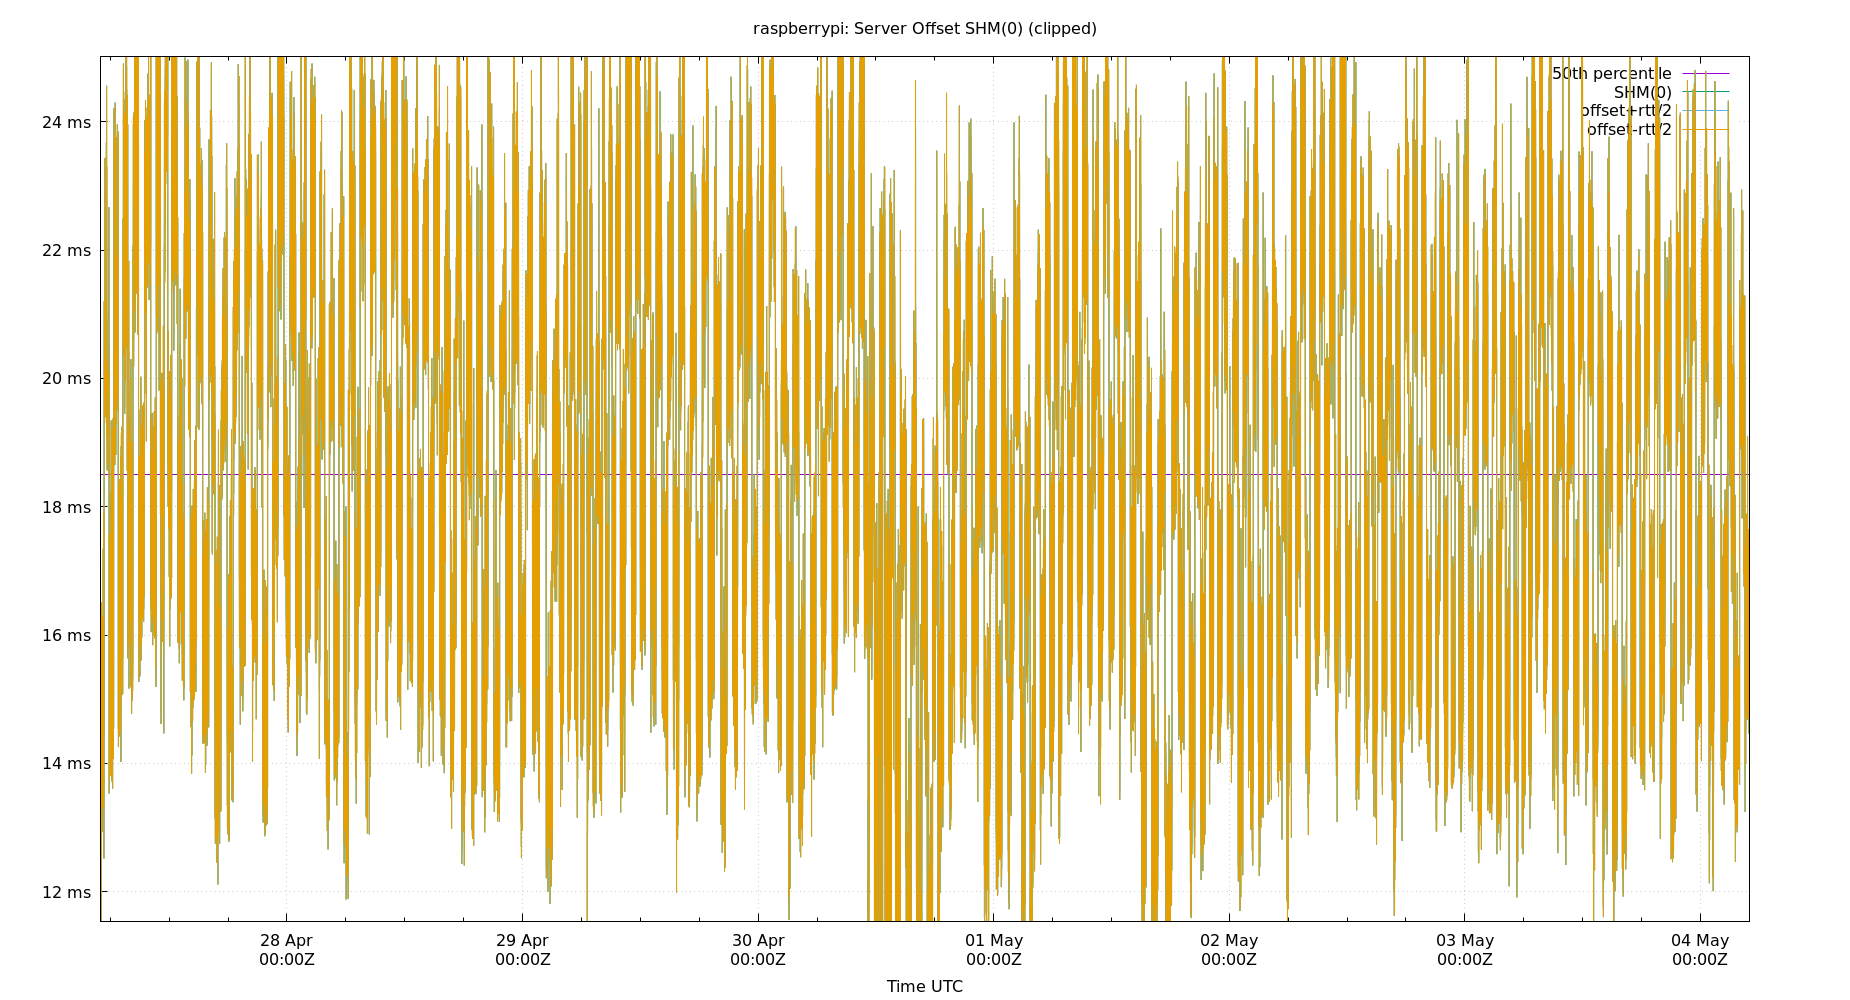 raspberrypi: Server Offset SHM(0) (clipped)
50th percentile
SHM(0)
offset+rtt/2
offset-rtt/2
24 ms
22 ms
20 ms
18 ms
16 ms
14 ms
12 ms
28 Apr
00:00Z
29 Apr
00:00Z
30 Apr
00:00Z
01 May
00:00Z
02 May
00:00Z
03 May
00:00Z
04 May
00:00Z
Time UTC